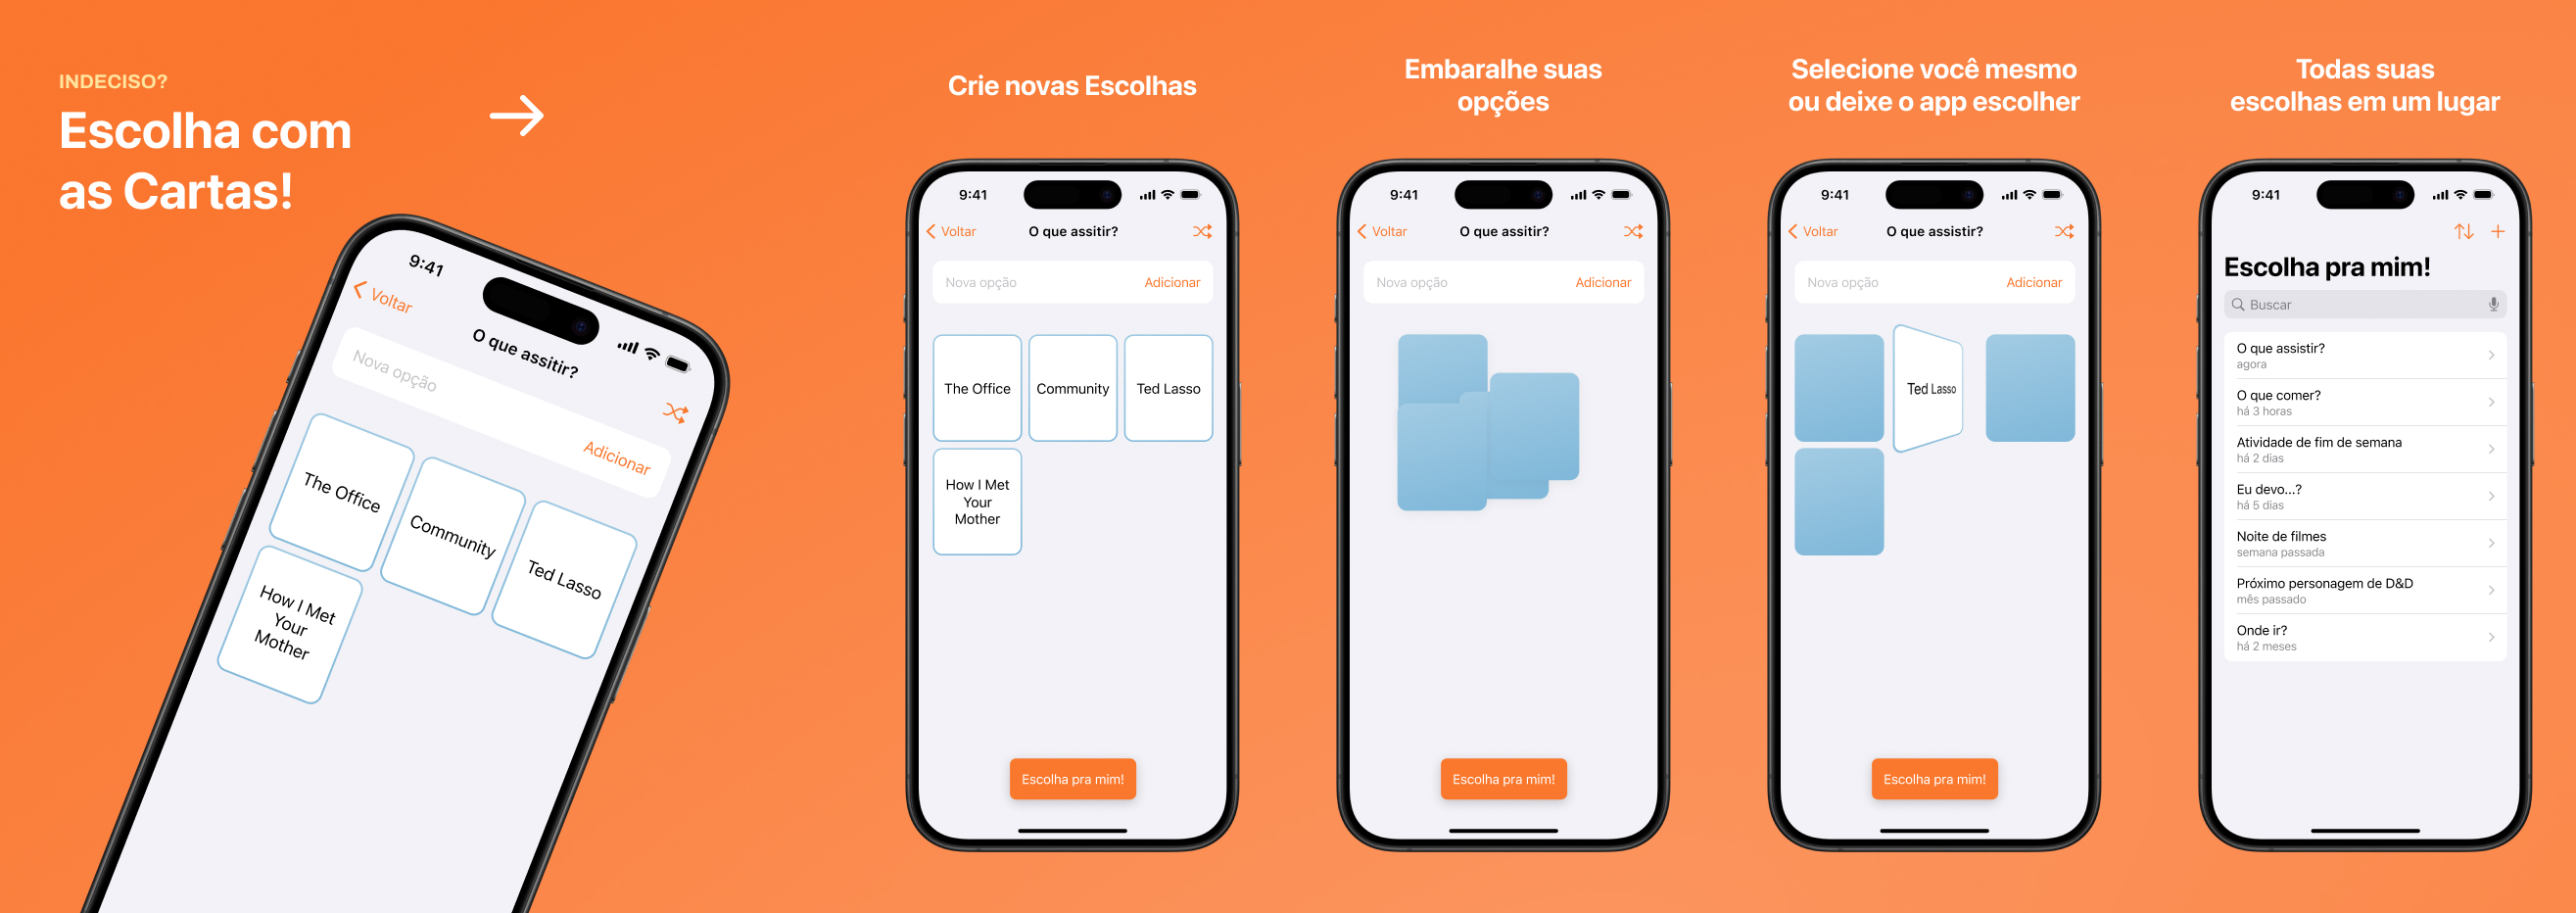 INDECISO?
Escolha com
as Cartas!
9:41
Voltar
O que assitir?
Nova opção
Adicionar
The Office
Community
Ted Lasso
How I Met
Your
Mother
Crie novas Escolhas
9:41
Voltar
O que assitir?
Nova opção
Adicionar
The Office
Community
Ted Lasso
How I Met
Your
Mother
Escolha pra mim!
Embaralhe suas
opções
9:41
Voltar
O que assitir?
Nova opção
Adicionar
Escolha pra mim!
Selecione você mesmo
ou deixe o app escolher
9:41
Voltar
O que assistir?
Nova opção
Adicionar
Ted Lasso
Escolha pra mim!
Todas suas
escolhas em um lugar
9:41
Escolha pra mim!
Buscar
O que assistir?
agora
O que comer?
há 3 horas
Atividade de fim de semana
há 2 dias
Eu devo...?
há 5 dias
Noite de filmes
semana passada
Próximo personagem de D&D
mês passado
Onde ir?
há 2 meses